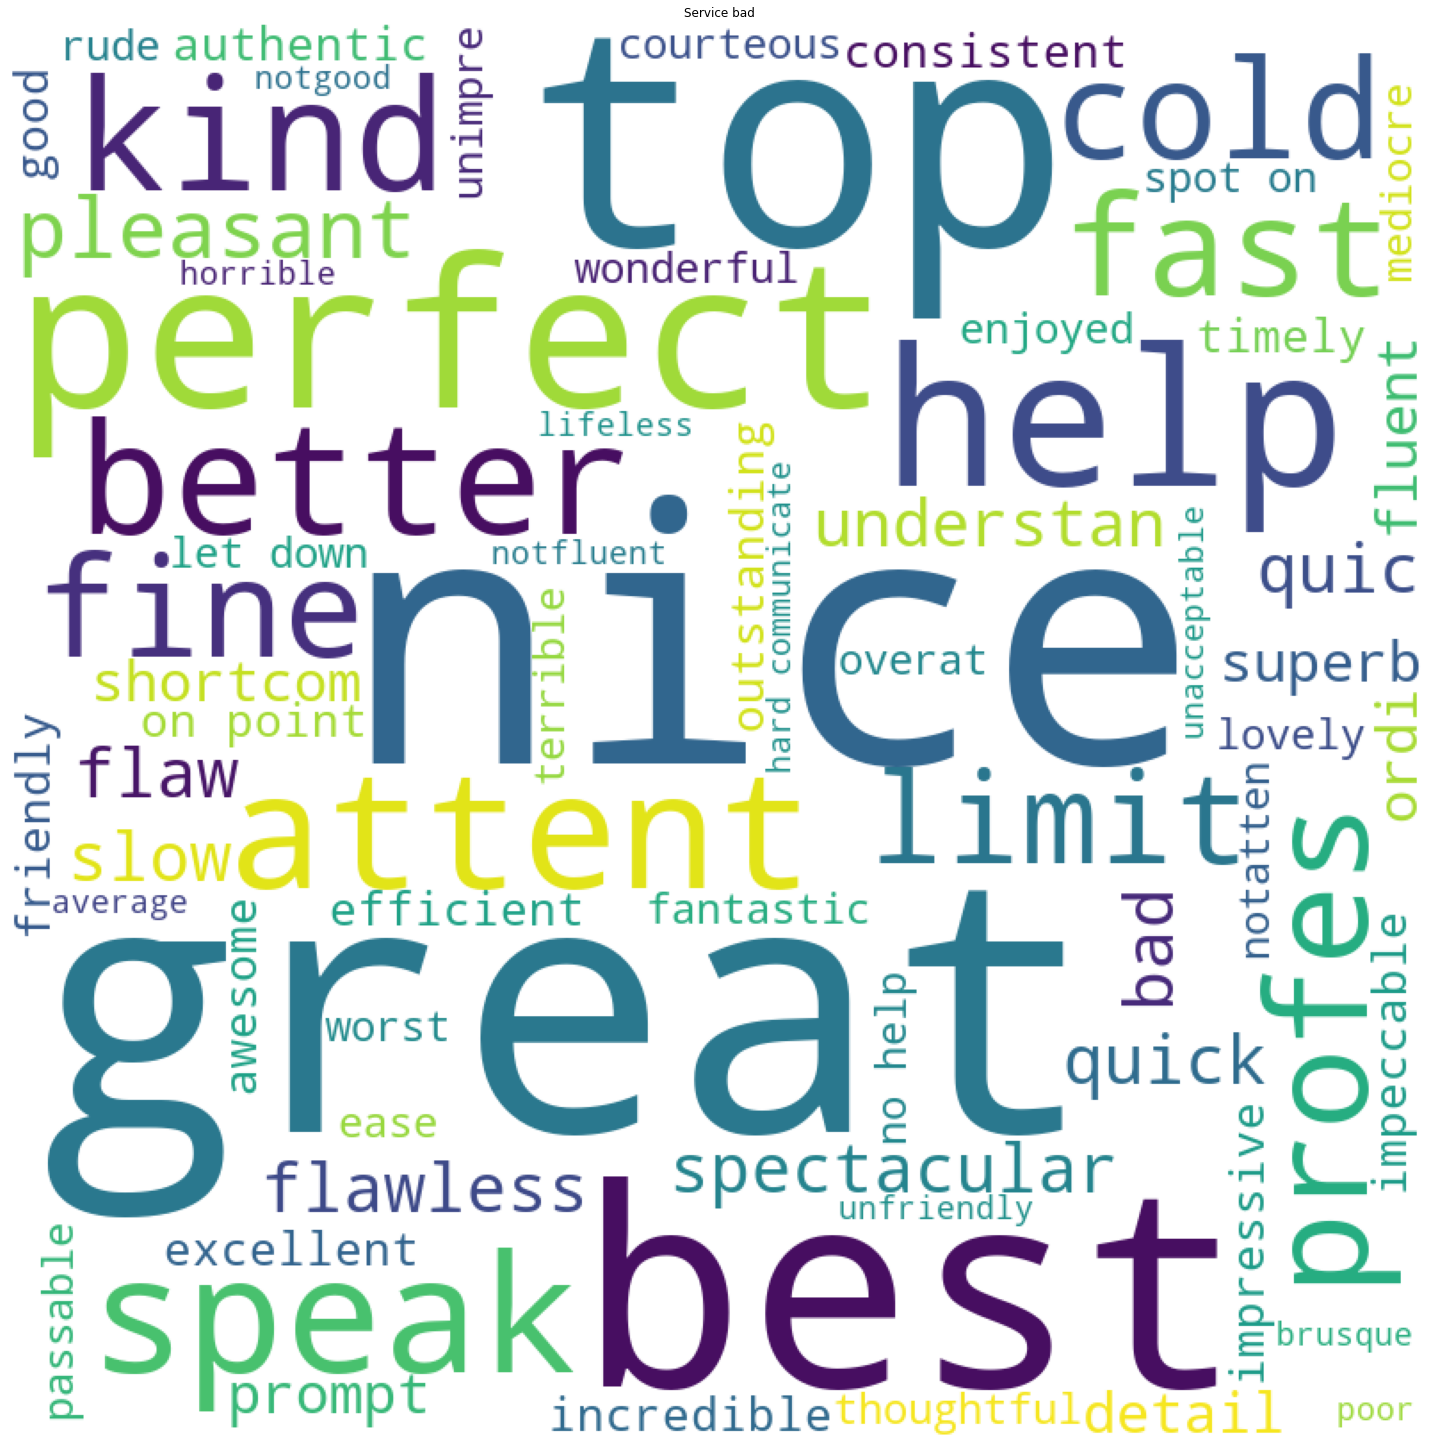 Service bad
rude
authentic
courteous
consistent
good
kind
notgood
unimpre
top
cold
mediocre
spot on
pleasant
fast
horrible
wonderful
perfect
enjoyed
timely
help
fluent
better
lifeless
outstanding
hard communicate
understan
unacceptable
let down
notfluent
fine
nice
quic
terrible
overat
superb
shortcom
on point
lovely
ordi
friendly
flaw
attent
limit
notatten
slow
average
efficient
fantastic
bad
profes
awesome
great
impeccable
worst
no help
quick
ease
spectacular
flawless
unfriendly
best
impressive
excellent
passable
speak
brusque
prompt
incredible
thoughtful
detail
poor